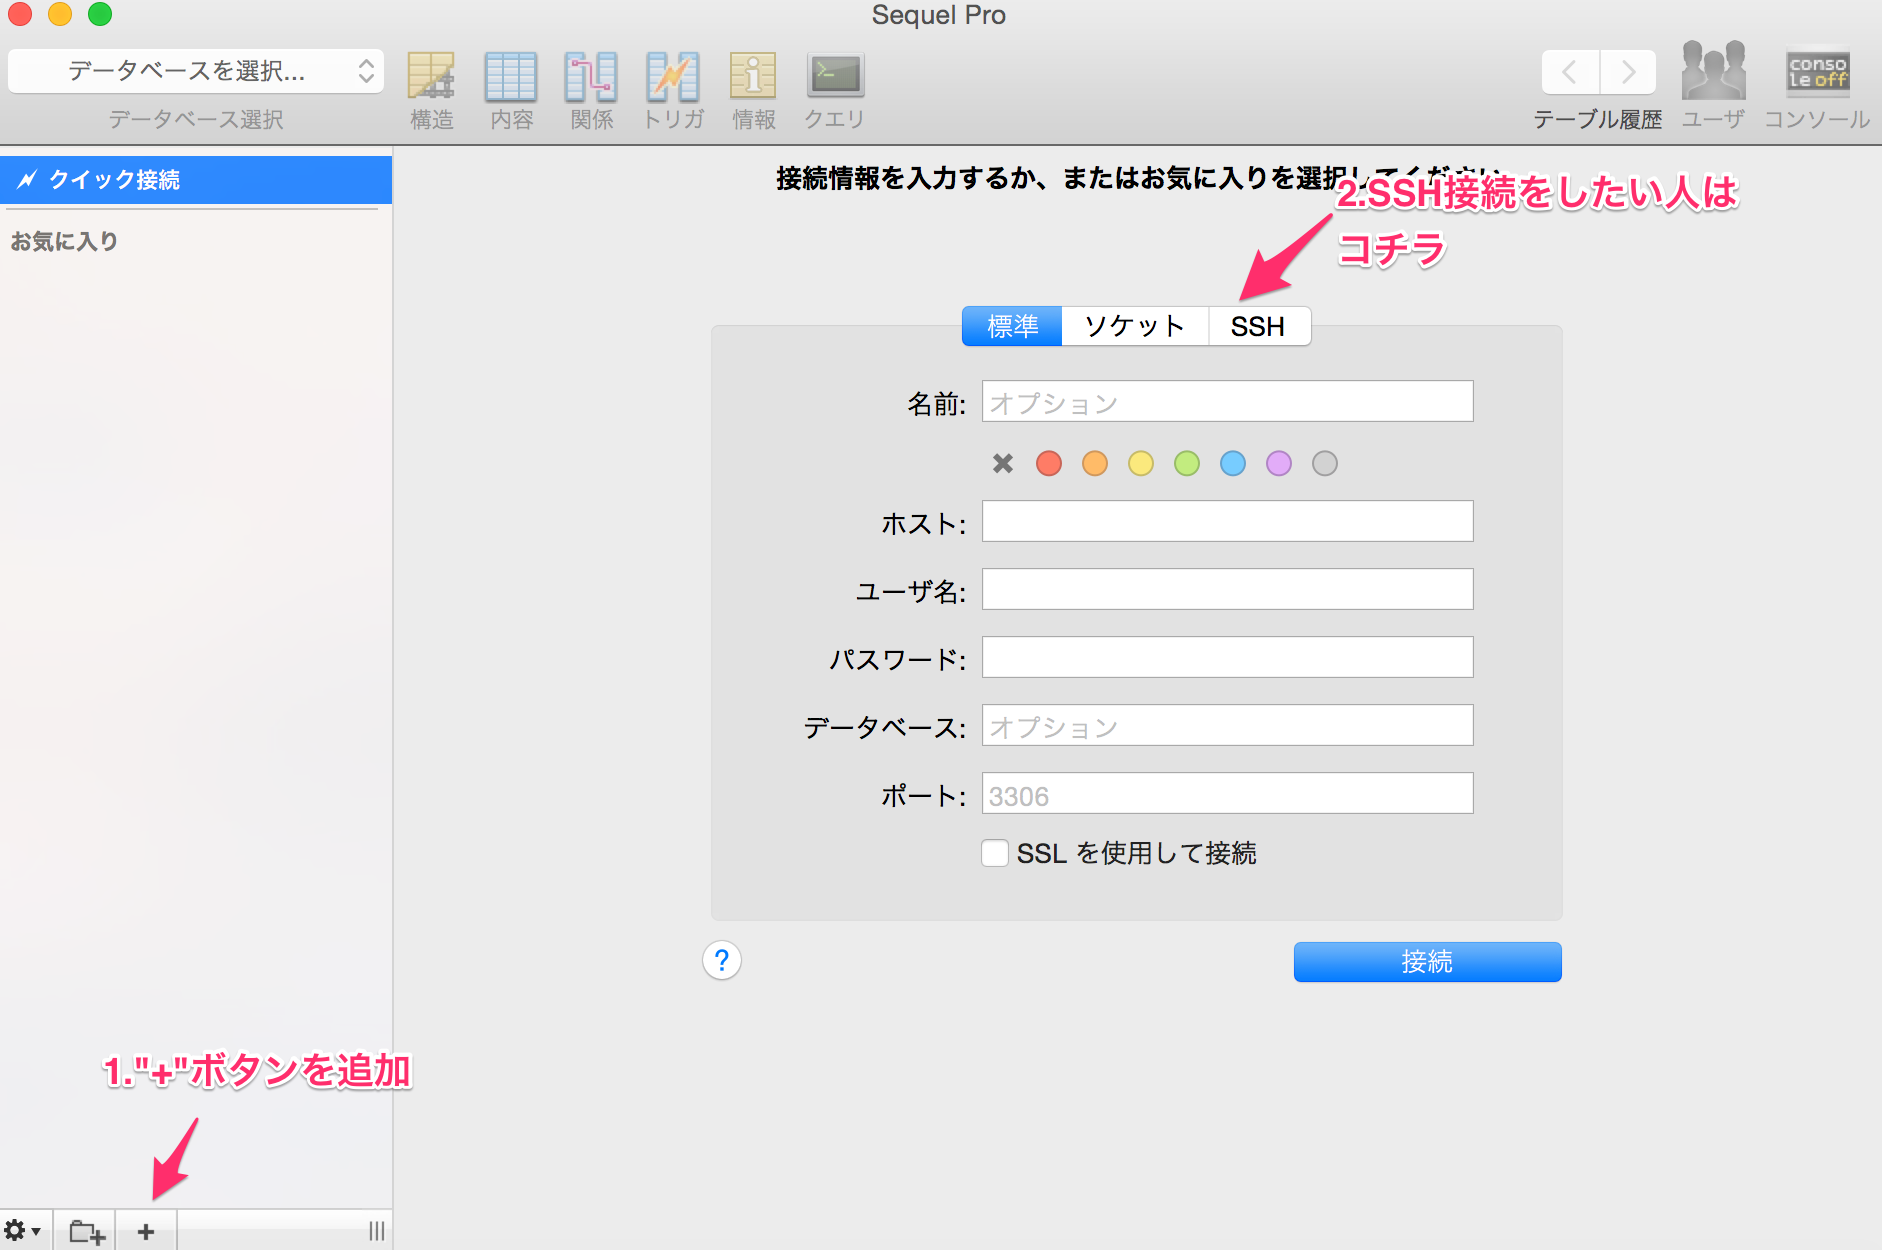 Sequel Pro
データベースを選択...
データベース選択
構造
内容
関係
トリガ
情報
クエリ
テーブル履歴
ユーザ
conso
leoff
コンソール
クイック接続
お気に入り
接続情報を入力するか、またはお気に入りを選択してください
2.SSH接続をしたい人は
コチラ
標準
ソケット
SSH
名前:
オプション
ホスト:
ユーザ名:
パスワード:
データベース:
オプション
ポート:
3306
SSL を使用して接続
?
接続
1."+"ボタンを追加